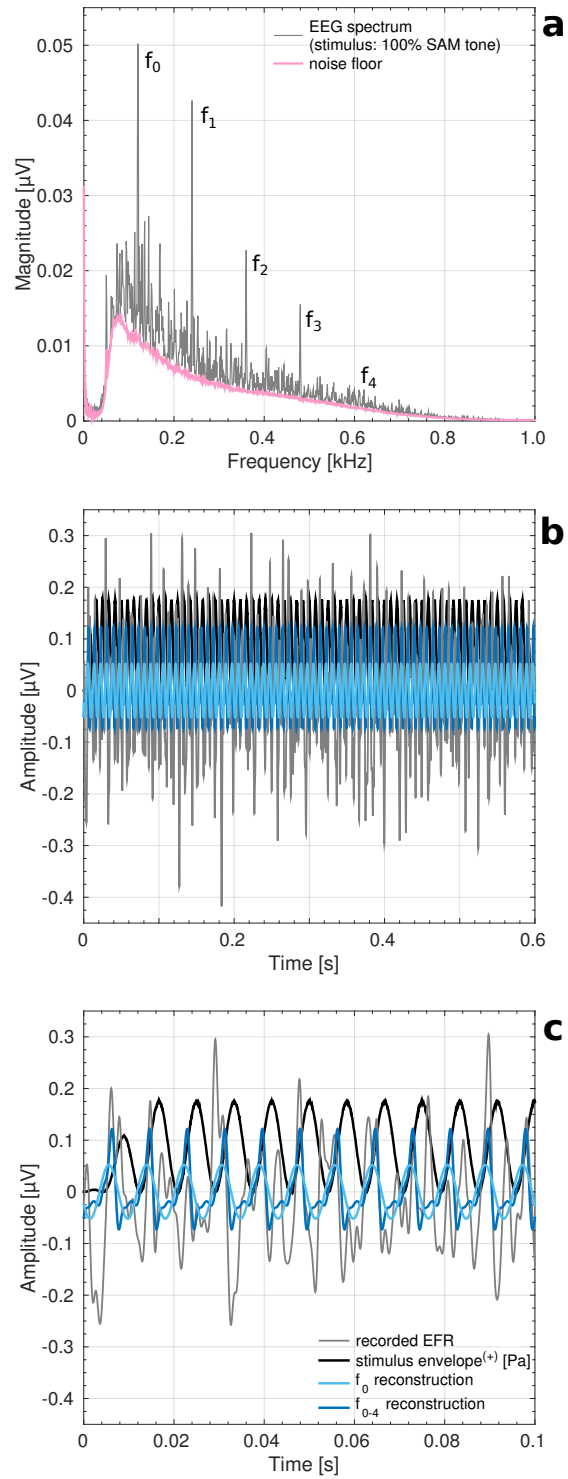 a
EEG spectrum
(stimulus: 100% SAM tone)
noise floor
f0
f1
f2
f3
f4
0.05
0.04
0.03
0.02
0.01
0
Magnitude [µV]
0 0.2 0.4 0.6 0.8 1.0
Frequency [kHz]
b
0.3
0.2
0.1
0
-0.1
-0.2
-0.3
-0.4
Amplitude [µV]
0 0.2 0.4 0.6
Time [s]
c
0.3
0.2
0.1
0
-0.1
-0.2
-0.3
-0.4
Amplitude [µV]
recorded EFR
stimulus envelope(+) [Pa]
f0 reconstruction
f0-4 reconstruction
0 0.02 0.04 0.06 0.08 0.1
Time [s]